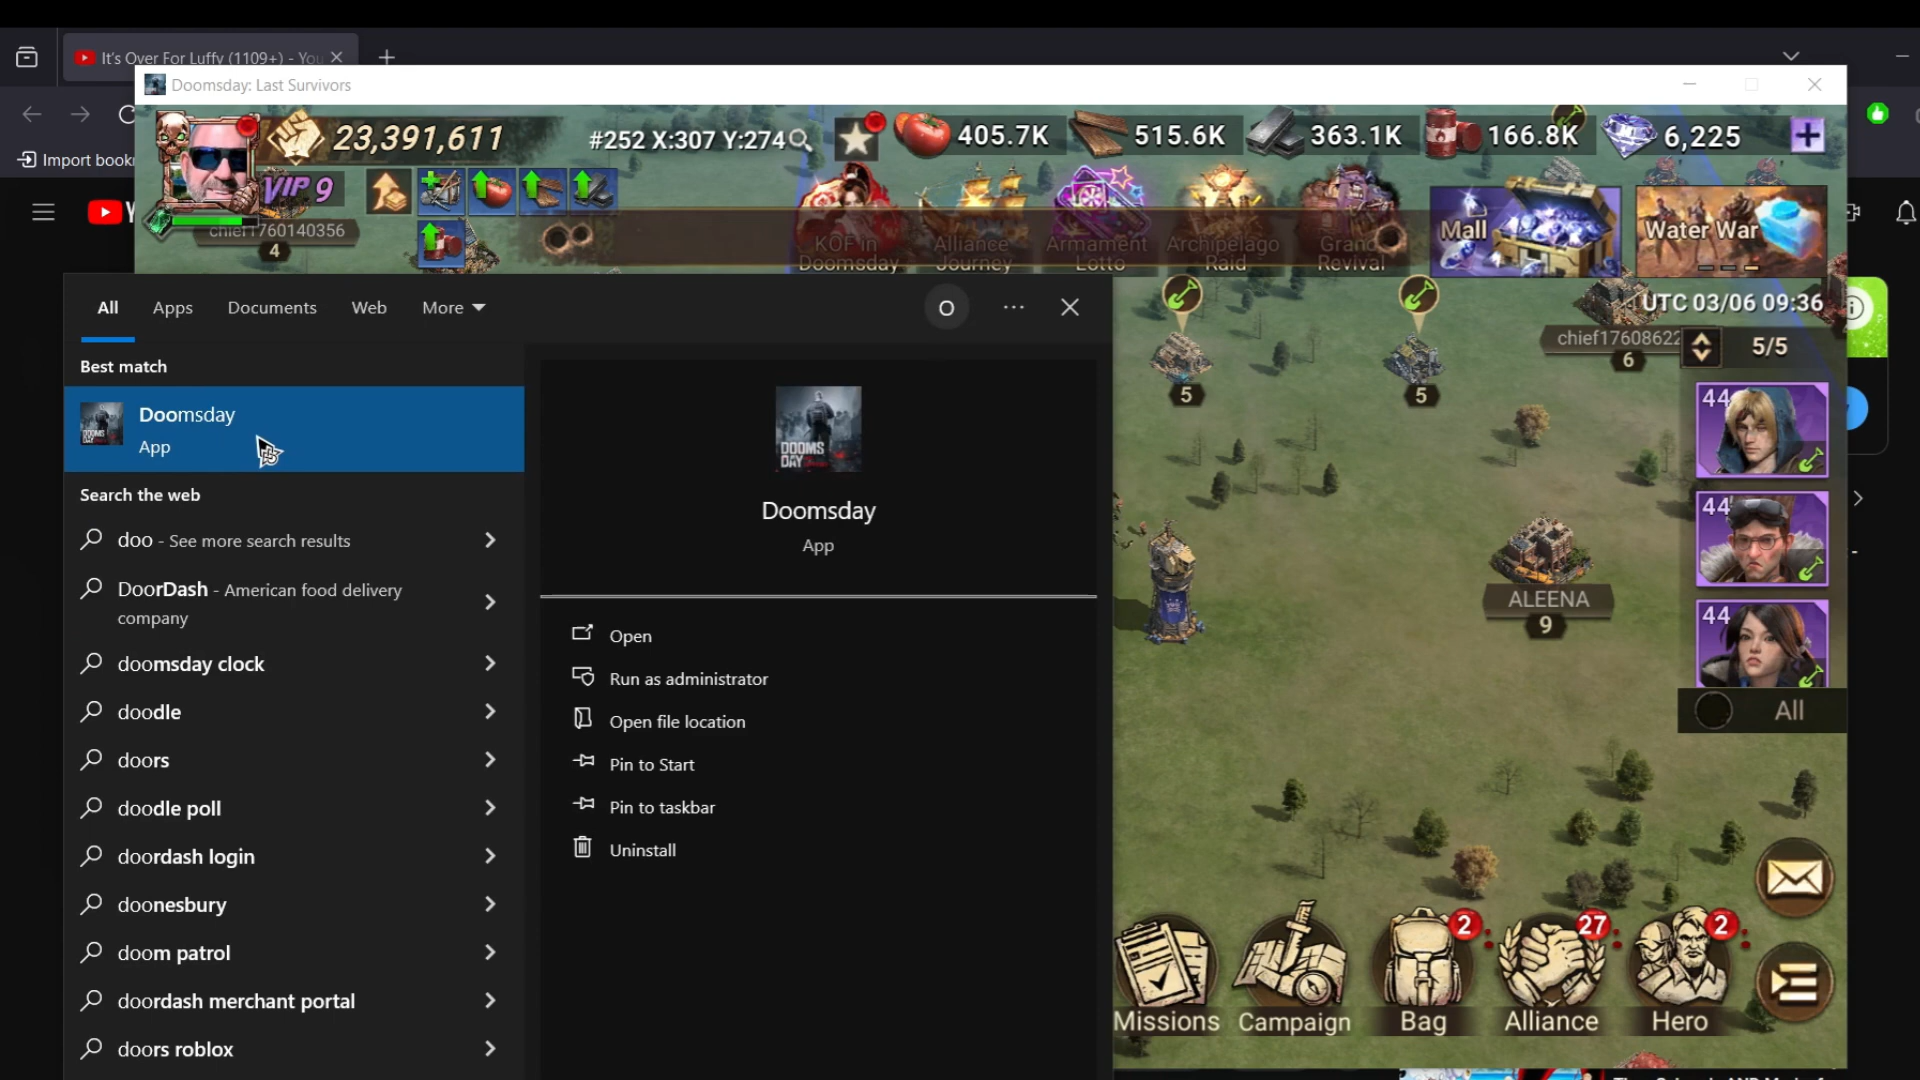 It's Over For Luffy (1109+) - You
Doomsday: Last Survivors
Import book
23,391,611
#252 X:307 Y:274
405.7K
515.6K
363.1K
166.8K
6,225
VIP 9
chief1760140356
4
KOF in
Doomsday
Alliance
Journey
Armament
Lotto
Archipelago
Raid
Grand
Revival
Mall
Water War
All
Apps
Documents
Web
More
O
UTC 03/06 09:36
chief17608622
6
5/5
Best match
Doomsday
App
DOOMS
DAY
Doomsday
App
5
5
44
44
44
All
ALEENA
9
Search the web
doo - See more search results
DoorDash - American food delivery
company
doomsday clock
doodle
doors
doodle poll
doordash login
doonesbury
doom patrol
doordash merchant portal
doors roblox
Open
Run as administrator
Open file location
Pin to Start
Pin to taskbar
Uninstall
2
27
2
Missions
Campaign
Bag
Alliance
Hero